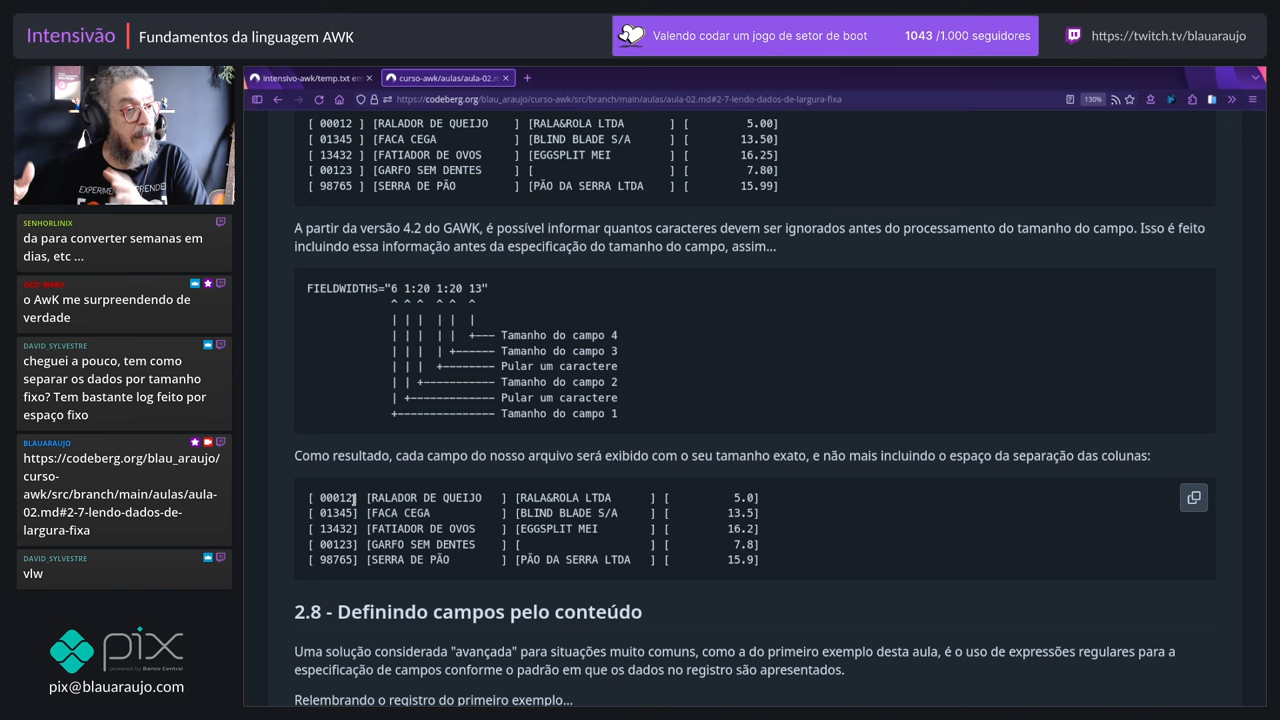 Intensivão | Fundamentos da linguagem AWK
Valendo codar um jogo de setor de boot 1043 /1.000 seguidores
https://twitch.tv/blauaraujo
intensivo-awk/temp.txt em
curso-awk/aulas/aula-02.m
https://codeberg.org/blau_araujo/curso-awk/src/branch/main/aulas/aula-02.md#2-7-lendo-dados-de-largura-fixa
130%
[ 00012 ] [RALADOR DE QUEIJO    ] [RALA&ROLA LTDA       ] [        5.00]
[ 01345 ] [FACA CEGA            ] [BLIND BLADE S/A      ] [       13.50]
[ 13432 ] [FATIADOR DE OVOS     ] [EGGSPLIT MEI         ] [       16.25]
[ 00123 ] [GARFO SEM DENTES     ] [                     ] [        7.80]
[ 98765 ] [SERRA DE PÃO         ] [PÃO DA SERRA LTDA    ] [       15.99]
A partir da versão 4.2 do GAWK, é possível informar quantos caracteres devem ser ignorados antes do processamento do tamanho do campo. Isso é feito
incluindo essa informação antes da especificação do tamanho do campo, assim...
FIELDWIDTHS="6 1:20 1:20 13"
^ ^ ^ ^ ^ ^
| | | | | |
| | | | | +--- Tamanho do campo 4
| | | | +------ Tamanho do campo 3
| | | +-------- Pular um caractere
| | +----------- Tamanho do campo 2
| +------------- Pular um caractere
+--------------- Tamanho do campo 1
Como resultado, cada campo do nosso arquivo será exibido com o seu tamanho exato, e não mais incluindo o espaço da separação das colunas:
[ 00012] [RALADOR DE QUEIJO   ] [RALA&ROLA LTDA      ] [          5.0]
[ 01345] [FACA CEGA           ] [BLIND BLADE S/A     ] [         13.5]
[ 13432] [FATIADOR DE OVOS    ] [EGGSPLIT MEI        ] [         16.2]
[ 00123] [GARFO SEM DENTES    ] [                    ] [          7.8]
[ 98765] [SERRA DE PÃO        ] [PÃO DA SERRA LTDA   ] [         15.9]
2.8 - Definindo campos pelo conteúdo
Uma solução considerada "avançada" para situações muito comuns, como a do primeiro exemplo desta aula, é o uso de expressões regulares para a
especificação de campos conforme o padrão em que os dados no registro são apresentados.
Relembrando o registro do primeiro exemplo...
SENHORLINIX
da para converter semanas em
dias, etc ...
o AwK me surpreendendo de
verdade
DAVID_SYLVESTRE
cheguei a pouco, tem como
separar os dados por tamanho
fixo? Tem bastante log feito por
espaço fixo
BLAUARAUJO
https://codeberg.org/blau_araujo/
curso-
awk/src/branch/main/aulas/aula-
02.md#2-7-lendo-dados-de-
largura-fixa
DAVID_SYLVESTRE
vlw
pix
powered by Banco Central
pix@blauaraujo.com